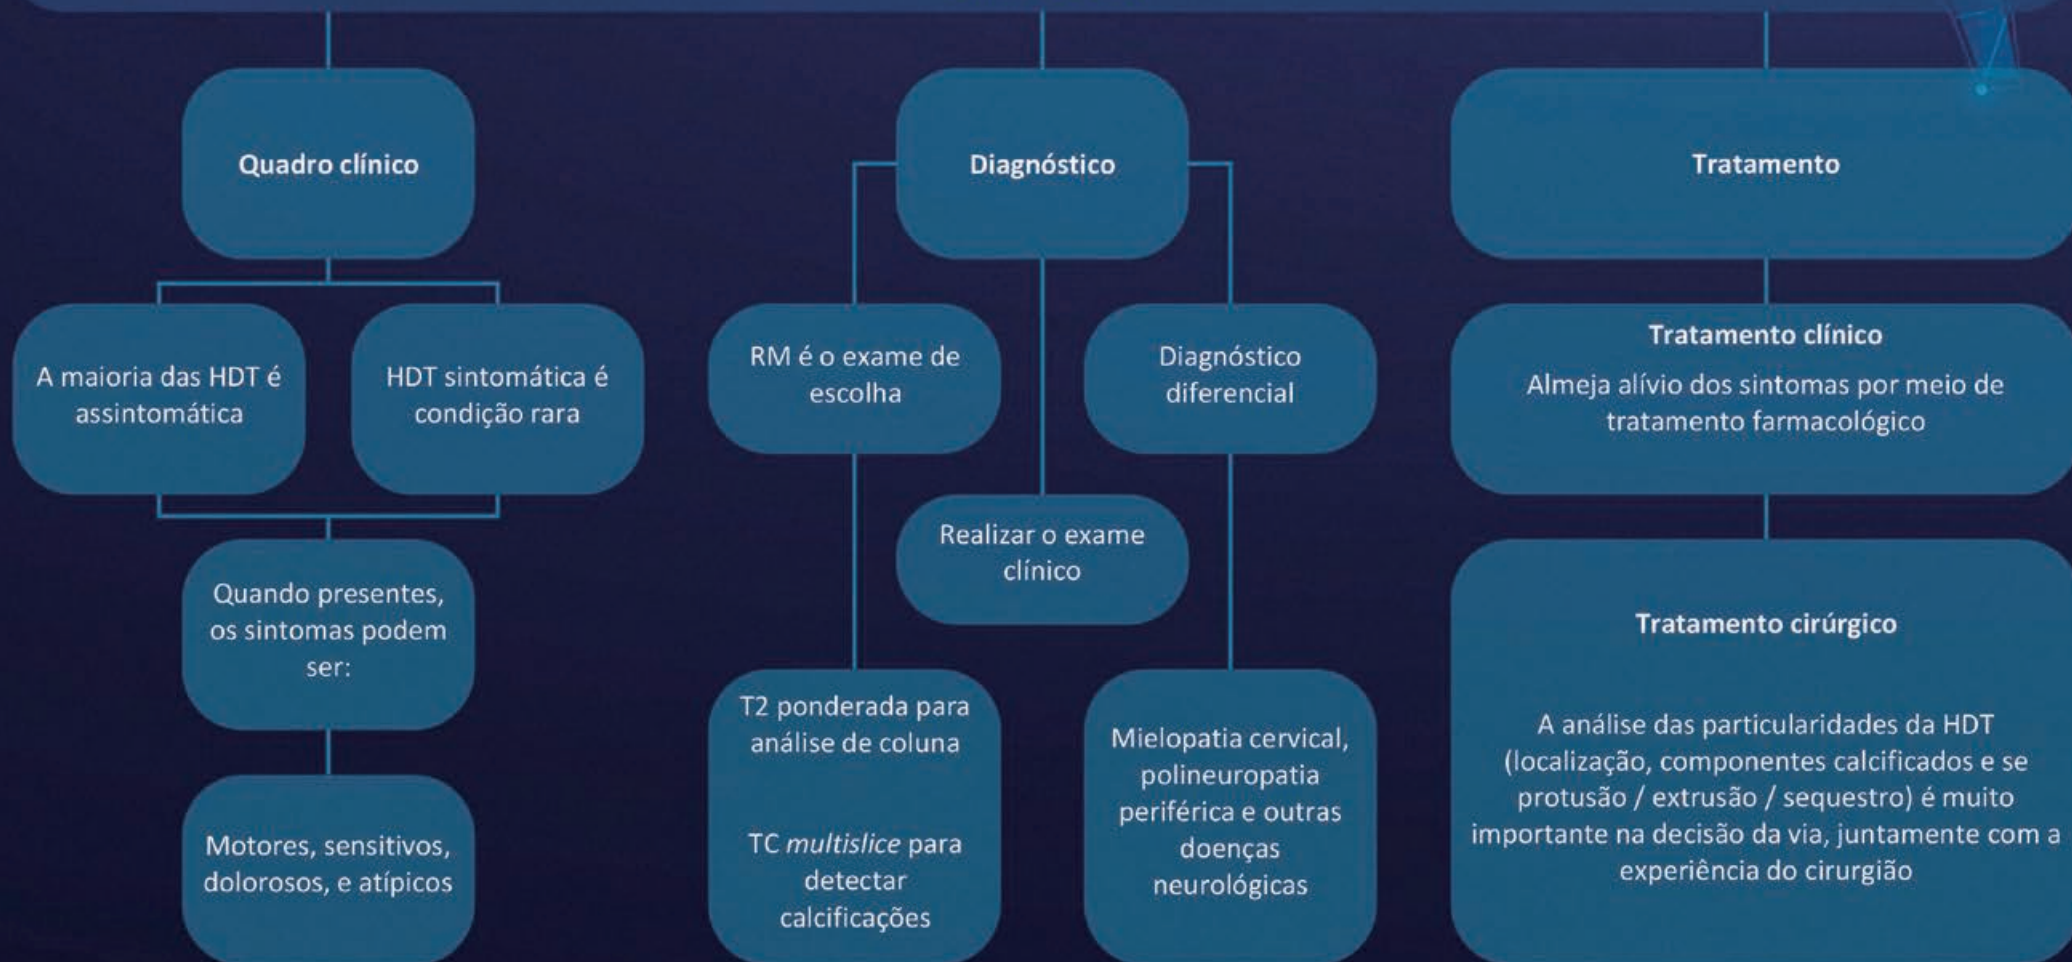 Quadro clínico
A maioria das HDT é
assintomática
HDT sintomática é
condição rara
Quando presentes,
os sintomas podem
ser:
Motores, sensitivos,
dolorosos, e atípicos
Diagnóstico
RM é o exame de
escolha
T2 ponderada para
análise de coluna
TC multislice para
detectar
calcificações
Realizar o exame
clínico
Diagnóstico
diferencial
Mielopatia cervical,
polineuropatia
periférica e outras
doenças
neurológicas
Tratamento
Tratamento clínico
Almeja alívio dos sintomas por meio de
tratamento farmacológico
Tratamento cirúrgico
A análise das particularidades da HDT
(localização, componentes calcificados e se
protusão / extrusão / sequestro) é muito
importante na decisão da via, juntamente com a
experiência do cirurgião